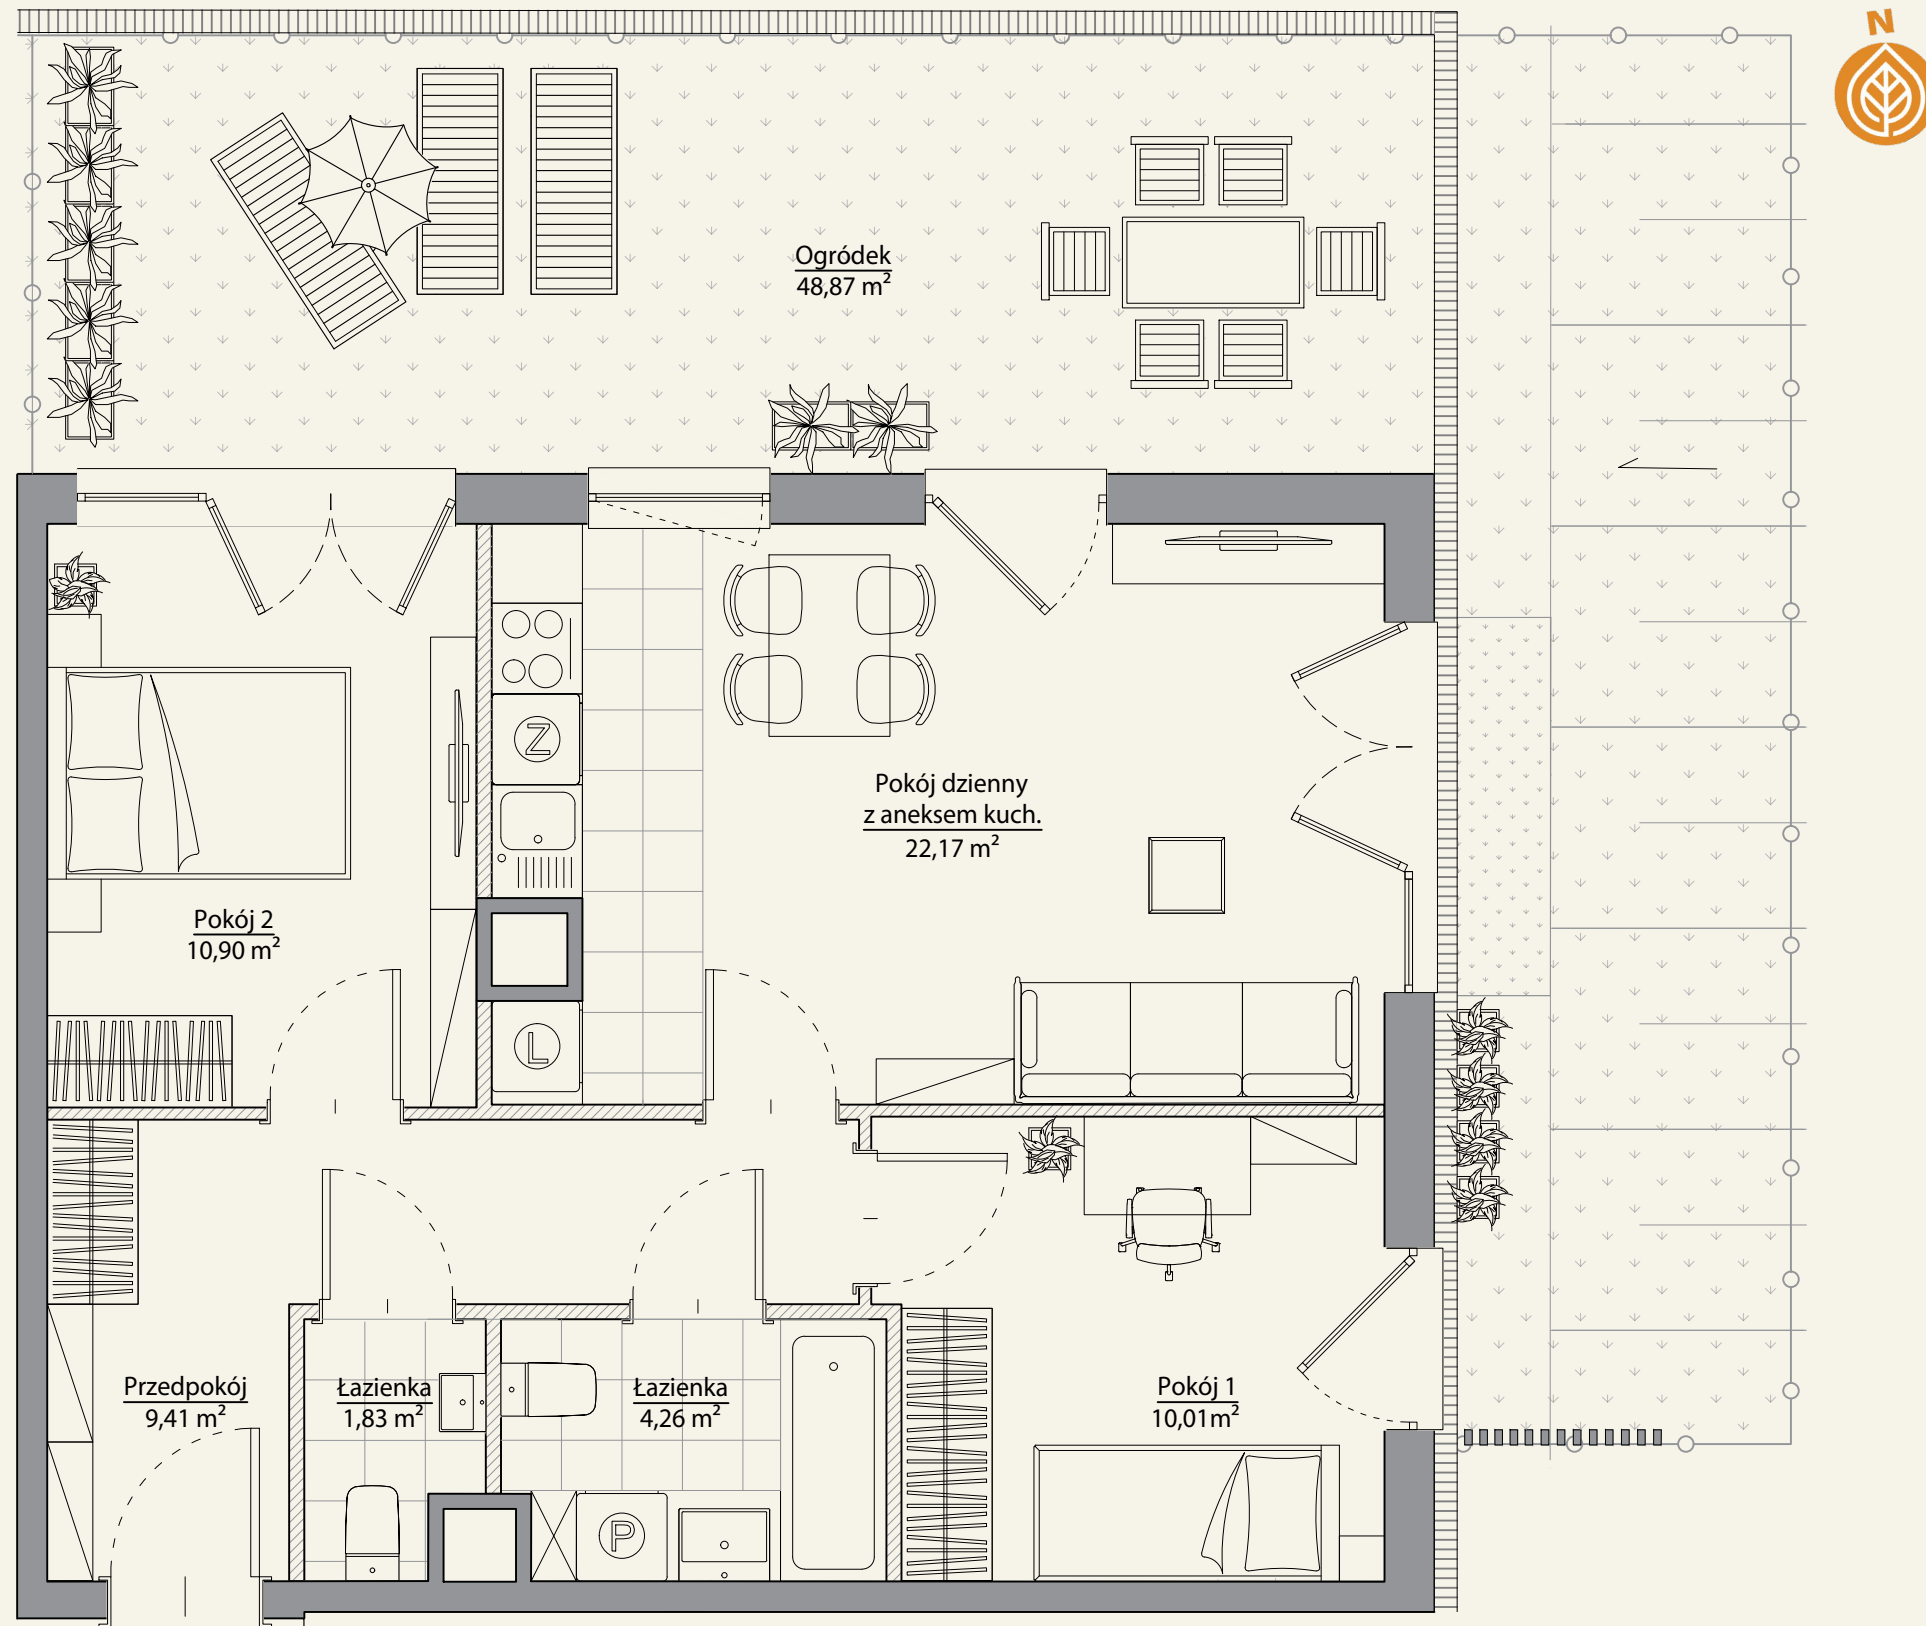 N
Ogródek
48,87 m²
Z
Pokój dzienny
z aneksem kuch.
22,17 m²
Pokój 2
10,90 m²
L
Przedpokój
9,41 m²
Łazienka
1,83 m²
Łazienka
4,26 m²
Pokój 1
10,01m²
P